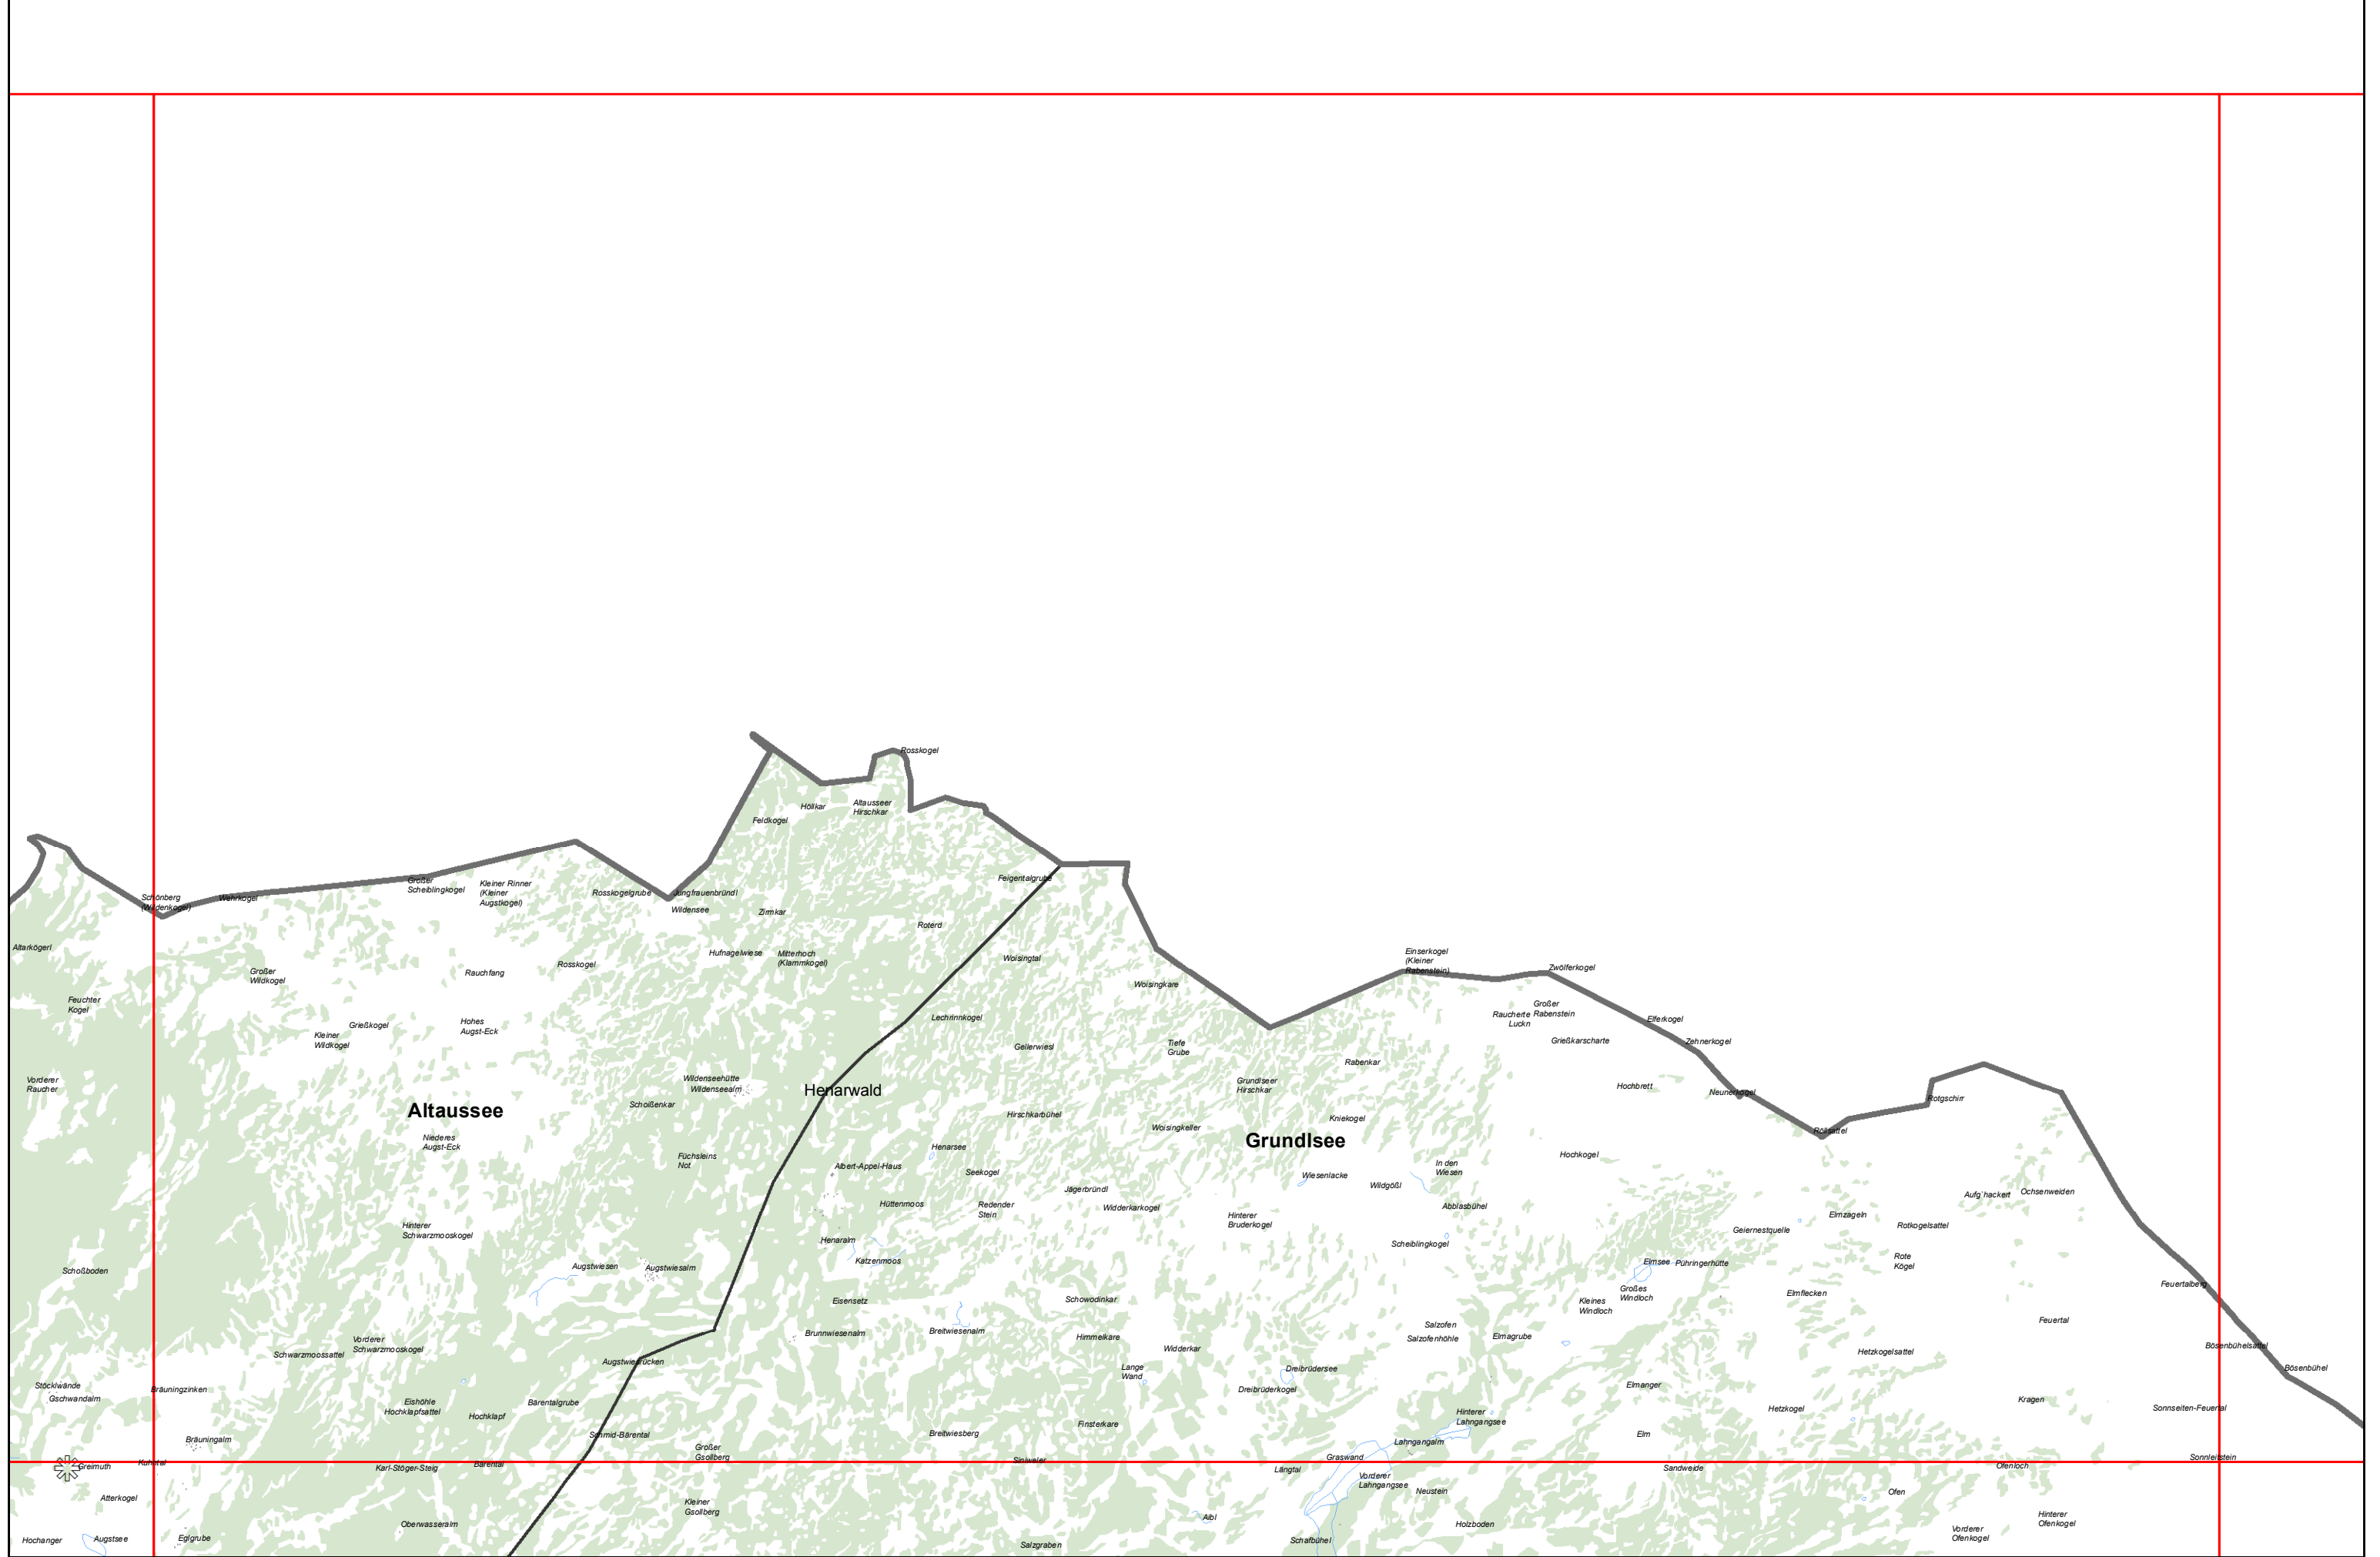 Rosskogel
Höllkar
Altausseer
Hirschkar
Feldkogel
Feigentalgrube
Großer
Scheiblingkogel
Kleiner Rinner
(Kleiner
Augstkogel)
Rosskogelgrube
Jungfrauenbründl
Schönberg
(Wildenkogel)
Wehrkogel
Wildensee
Zirmkar
Roterd
Altarkögerl
Hufnagelwiese
Mitterhoch
(Klammkogel)
Woisingtal
Einserkogel
(Kleiner
Rabenstein)
Großer
Wildkogel
Rauchfang
Rosskogel
Zwölferkogel
Woisingkare
Feuchter
Kogel
Großer
Rabenstein
Raucherte
Luckn
Grießkogel
Hohes
Augst-Eck
Lechrinnkogel
Elferkogel
Kleiner
Wildkogel
Geilerwiesl
Tiefe
Grube
Grießkarscharte
Zehnerkogel
Rabenkar
Vorderer
Raucher
Wildenseehütte
Wildenseealm
Henarwald
Grundlseer
Hirschkar
Hochbrett
Neunerkogel
Rotgschirr
Altaussee
Schoißenkar
Hirschkarbühel
Kniekogel
Woisingkeller
Röllsattel
Niederes
Augst-Eck
Henarsee
Grundlsee
Füchsleins
Not
Albert-Appel-Haus
Seekogel
Hochkogel
In den
Wiesen
Wiesenlacke
Wildgößl
Jägerbründl
Aufg`hackert
Ochsenweiden
Hüttenmoos
Redender
Stein
Widderkarkogel
Abblasbühel
Hinterer
Bruderkogel
Elmzageln
Hinterer
Schwarzmooskogel
Geiernestquelle
Rotkogelsattel
Henaralm
Scheiblingkogel
Katzenmoos
Schoßboden
Augstwiesen
Augstwiesalm
Elmsee
Pühringerhütte
Rote
Kögel
Feuertalberg
Eisensetz
Schowodinkar
Kleines
Windloch
Großes
Windloch
Elmflecken
Feuertal
Brunnwiesenalm
Breitwiesenalm
Himmelkare
Salzofen
Salzofenhöhle
Elmagrube
Vorderer
Schwarzmooskogel
Schwarzmoossattel
Widderkar
Hetzkogelsattel
Bösenbühelsattel
Augstwiesrücken
Lange
Wand
Dreibrüdersee
Bösenbühel
Stöcklwände
Gschwandalm
Bräuningzinken
Dreibrüderkogel
Elmanger
Eishöhle
Hochklapfsattel
Hochklapf
Bärentalgrube
Kragen
Hetzkogel
Sonnseiten-Feuertal
Finsterkare
Hinterer
Lahngangsee
Schmid-Bärental
Breitwiesberg
Elm
Bräuningalm
Großer
Gsollberg
Lahngangalm
Greimuth
Kuhntal
Karl-Stöger-Steig
Bärental
Siniweler
Graswand
Längtal
Sandweide
Ofenloch
Sonnleitstein
Vorderer
Lahngangsee
Neustein
Ofen
Atterkogel
Kleiner
Gsollberg
Aibl
Hinterer
Ofenkogel
Oberwasseralm
Holzboden
Vorderer
Ofenkogel
Hochanger
Augstsee
Eglgrube
Salzgraben
Schafbühel